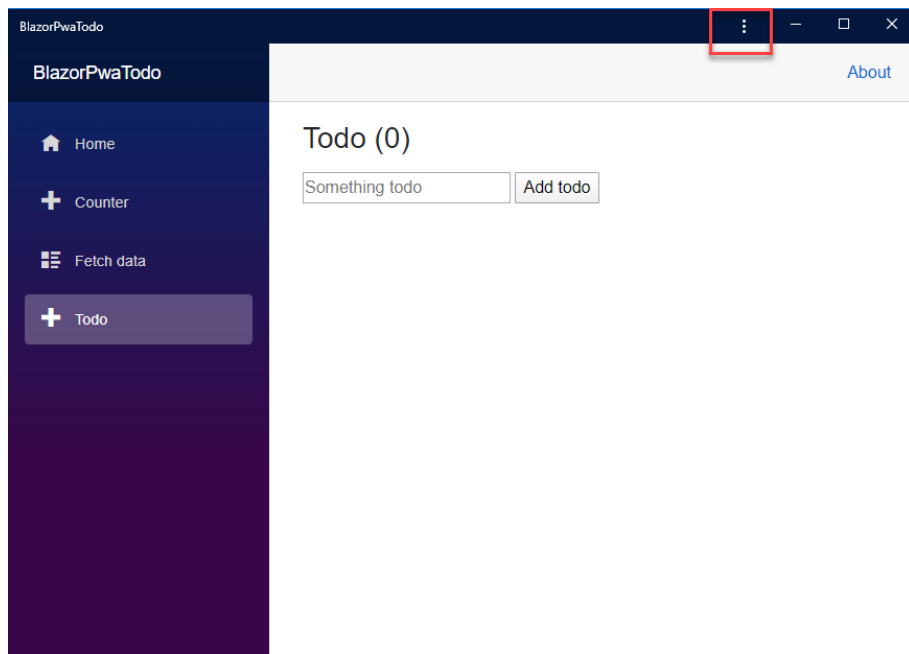 BlazorPwaTodo
BlazorPwaTodo
About
Home
Counter
Fetch data
Todo
Todo (0)
Something todo
Add todo